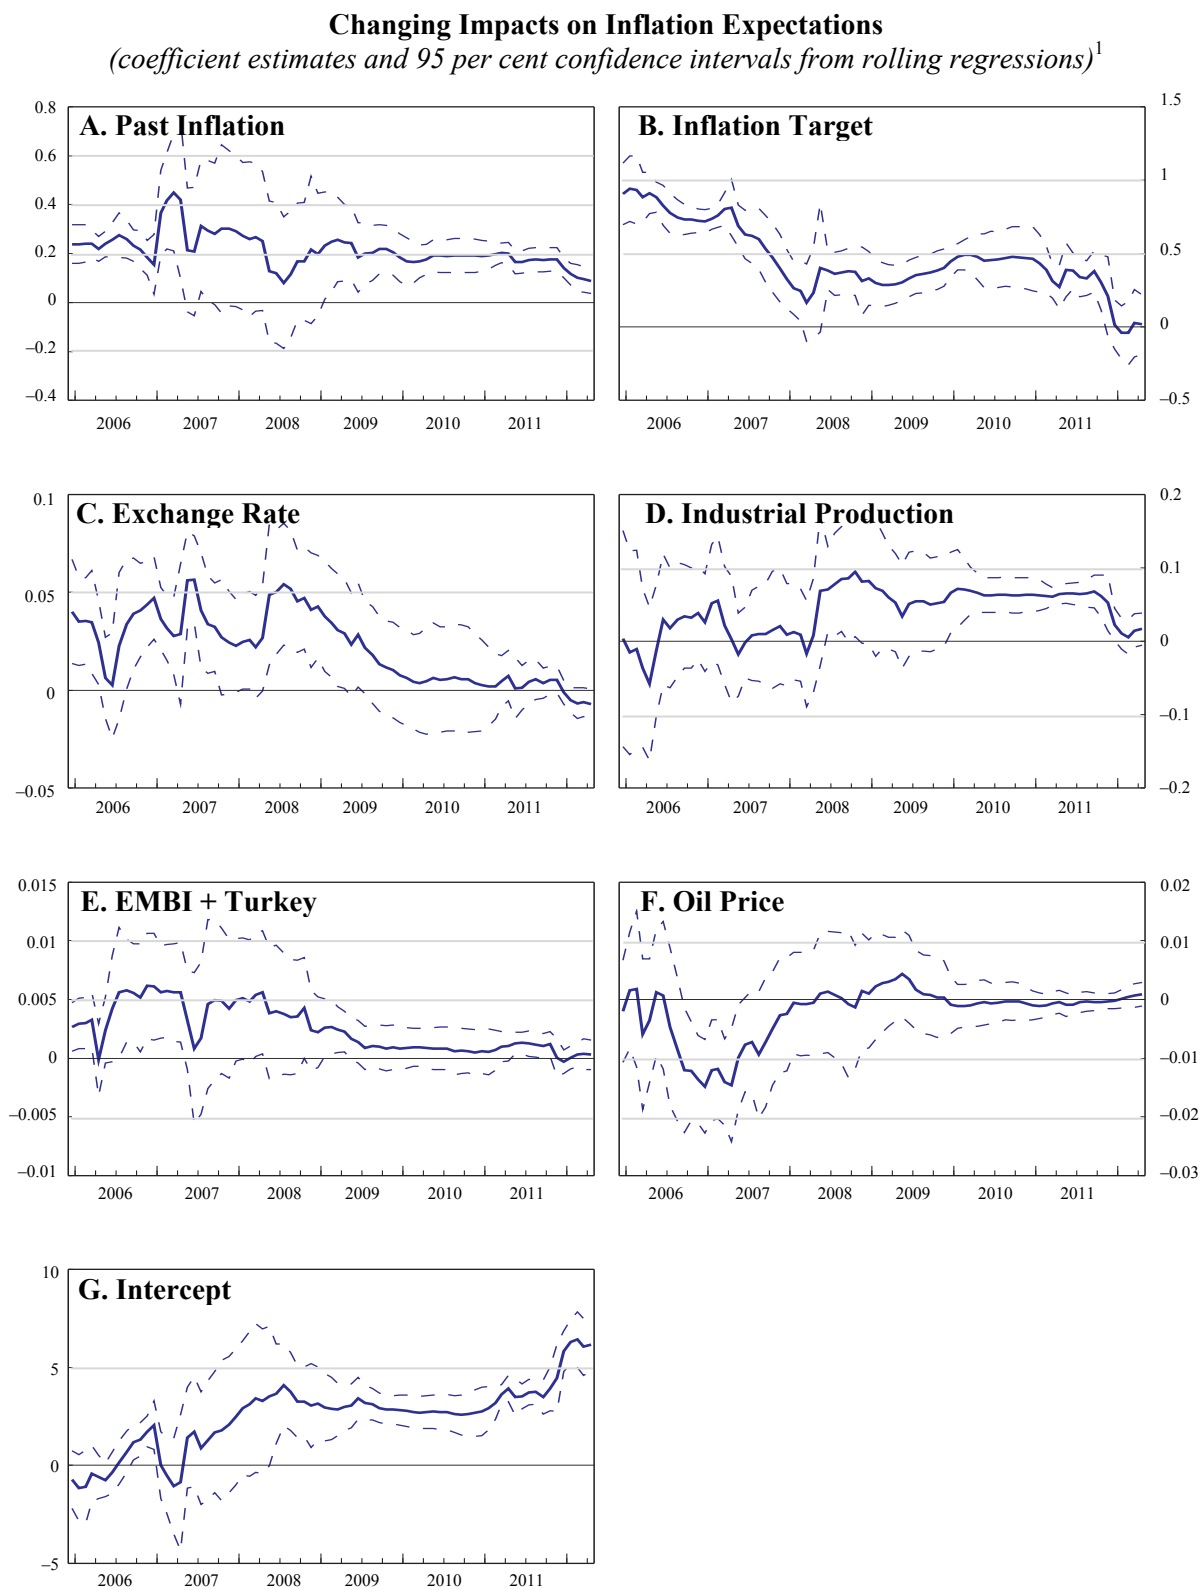 Changing Impacts on Inflation Expectations
(coefficient estimates and 95 per cent confidence intervals from rolling regressions)1
A. Past Inflation
0.8
0.6
0.4
0.2
0
–0.2
–0.4
2006 2007 2008 2009 2010 2011
B. Inflation Target
1.5
1
0.5
0
–0.5
2006 2007 2008 2009 2010 2011
C. Exchange Rate
0.1
0.05
0
–0.05
2006 2007 2008 2009 2010 2011
D. Industrial Production
0.2
0.1
0
–0.1
–0.2
2006 2007 2008 2009 2010 2011
E. EMBI + Turkey
0.015
0.01
0.005
0
–0.005
–0.01
2006 2007 2008 2009 2010 2011
F. Oil Price
0.02
0.01
0
–0.01
–0.02
–0.03
2006 2007 2008 2009 2010 2011
G. Intercept
10
5
0
–5
2006 2007 2008 2009 2010 2011